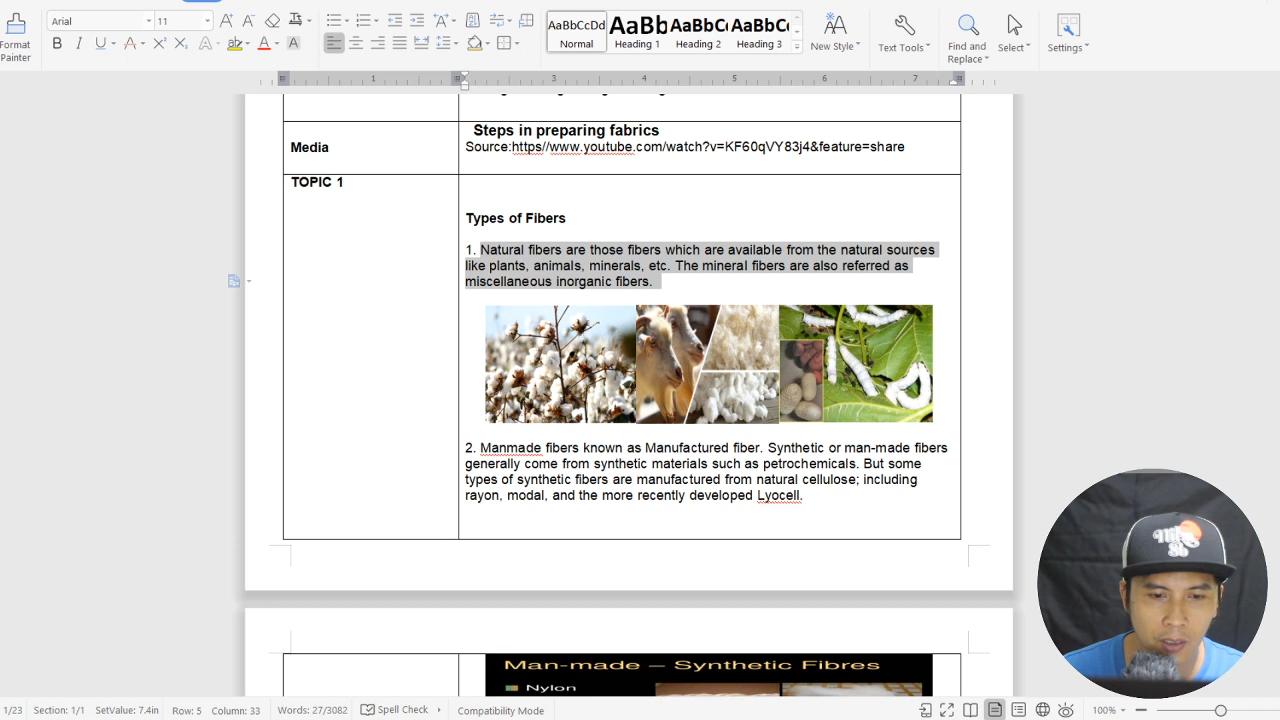 Arial
11
AaBbCcDd
AaBb
AaBbC
AaBbC
Format
Painter
Normal
Heading 1
Heading 2
Heading 3
New Style
Text Tools
Find and
Replace
Select
Settings
1
3
4
5
6
7
Steps in preparing fabrics
Media
Source:https//www.youtube.com/watch?v=KF60qVY83j4&feature=share
TOPIC 1
Types of Fibers
1. Natural fibers are those fibers which are available from the natural sources
like plants, animals, minerals, etc. The mineral fibers are also referred as
miscellaneous inorganic fibers.
2. Manmade fibers known as Manufactured fiber. Synthetic or man-made fibers
generally come from synthetic materials such as petrochemicals. But some
types of synthetic fibers are manufactured from natural cellulose; including
rayon, modal, and the more recently developed Lyocell.
Man-made – Synthetic Fibres
Nylon
1/23
Section: 1/1
SetValue: 7.4in
Row: 5
Column: 33
Words: 27/3082
Spell Check
Compatibility Mode
100%